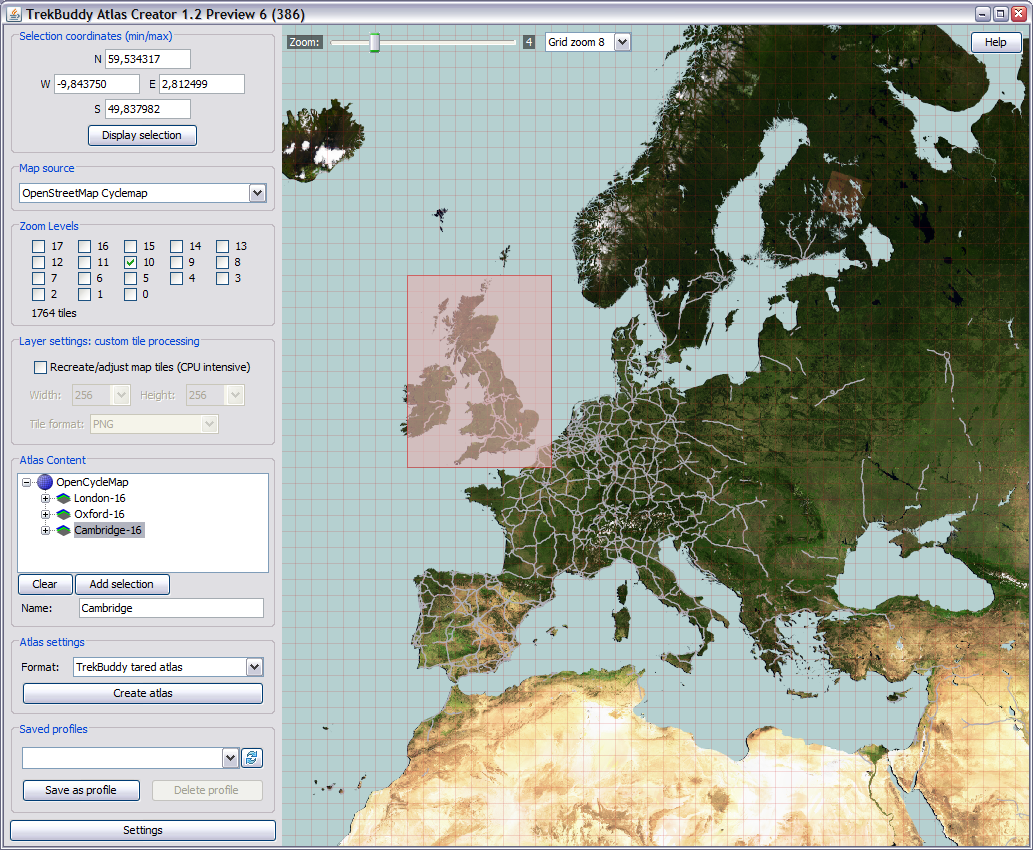 TrekBuddy Atlas Creator 1.2 Preview 6 (386)
Selection coordinates (min/max)
N 59,534317
W -9,843750 E 2,812499
S 49,837982
Display selection
Map source
OpenStreetMap Cyclemap
Zoom Levels
17 16 15 14 13
12 11 10 9 8
7 6 5 4 3
2 1 0
1764 tiles
Layer settings: custom tile processing
Recreate/adjust map tiles (CPU intensive)
Width: 256 Height: 256
Tile format: PNG
Atlas Content
OpenCycleMap
London-16
Oxford-16
Cambridge-16
Clear Add selection
Name: Cambridge
Atlas settings
Format: TrekBuddy tared atlas
Create atlas
Saved profiles
Save as profile Delete profile
Settings
Zoom: 4 Grid zoom 8 Help